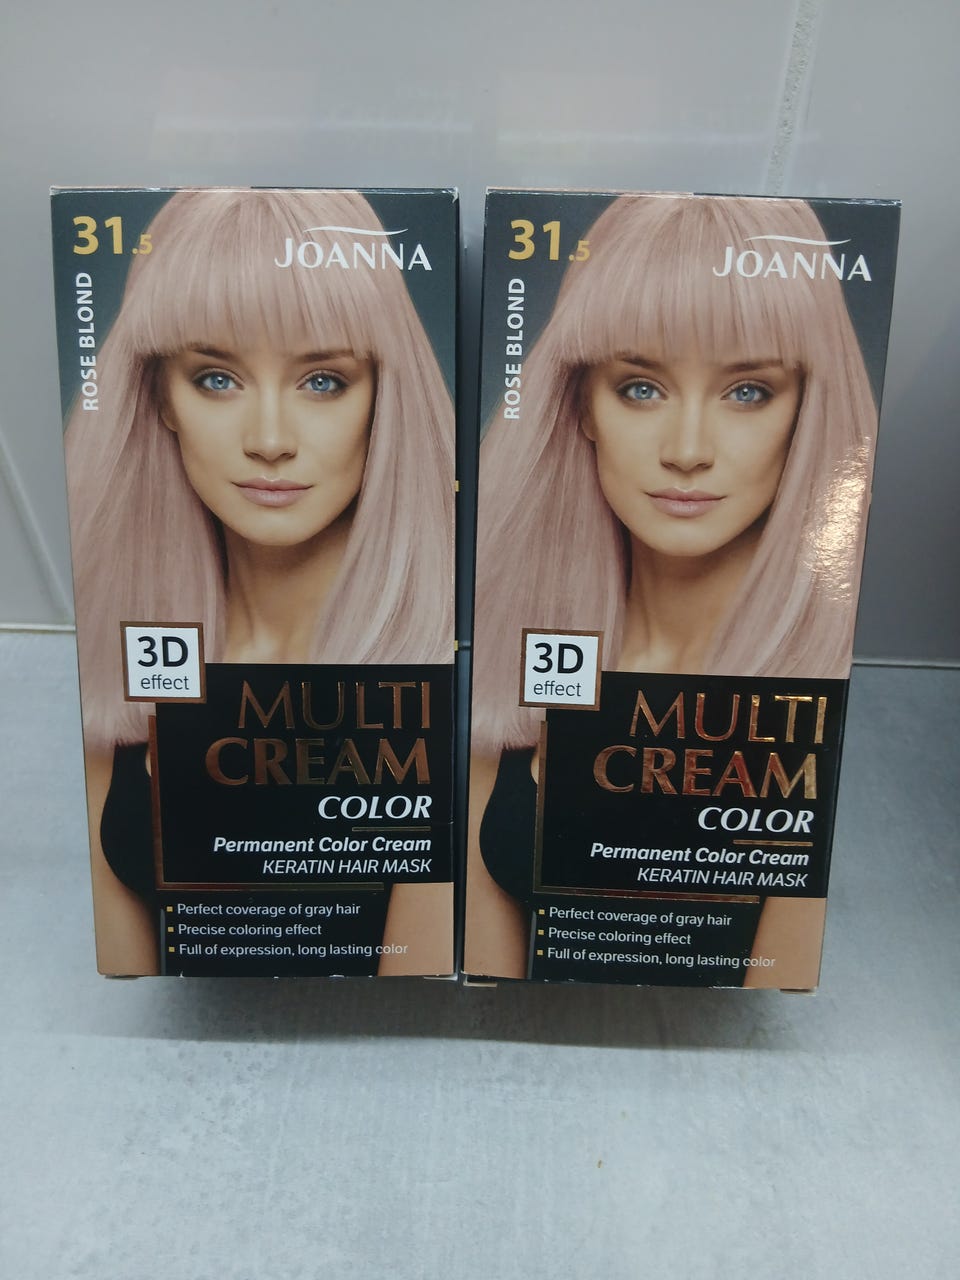 31.5
JOANNA
ROSE BLOND
3D
effect
MULTI
CREAM
COLOR
Permanent Color Cream
KERATIN HAIR MASK
Perfect coverage of gray hair
Precise coloring effect
Full of expression, long lasting color
31.5
JOANNA
ROSE BLOND
3D
effect
MULTI
CREAM
COLOR
Permanent Color Cream
KERATIN HAIR MASK
Perfect coverage of gray hair
Precise coloring effect
Full of expression, long lasting color